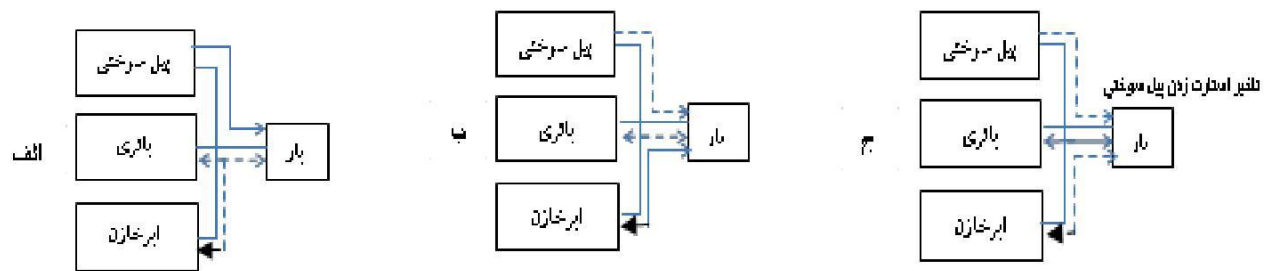 الف
پیل سوختی
باتری
ابرخازن
بار
ب
پیل سوختی
باتری
ابرخازن
بار
ج
پیل سوختی
باتری
ابرخازن
بار
تاخیر استارت زدن پیل سوختی